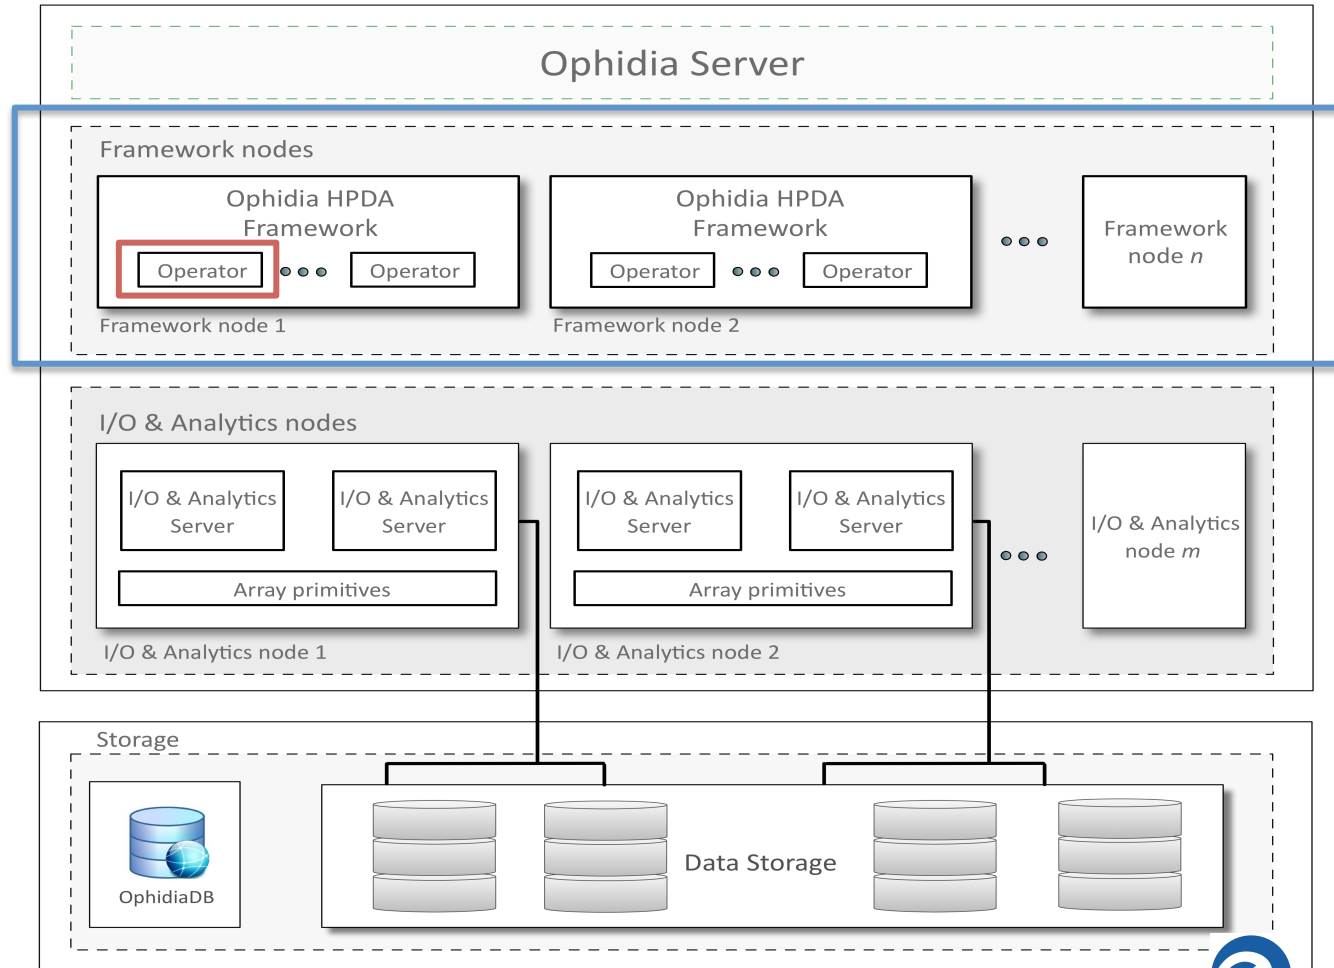 Ophidia Server
Framework nodes
Ophidia HPDA
Framework
Operator
Operator
Framework node 1
Ophidia HPDA
Framework
Operator
Operator
Framework node 2
Framework
node n
I/O & Analytics nodes
I/O & Analytics
Server
I/O & Analytics
Server
Array primitives
I/O & Analytics node 1
I/O & Analytics
Server
I/O & Analytics
Server
Array primitives
I/O & Analytics node 2
I/O & Analytics
node m
Storage
OphidiaDB
Data Storage